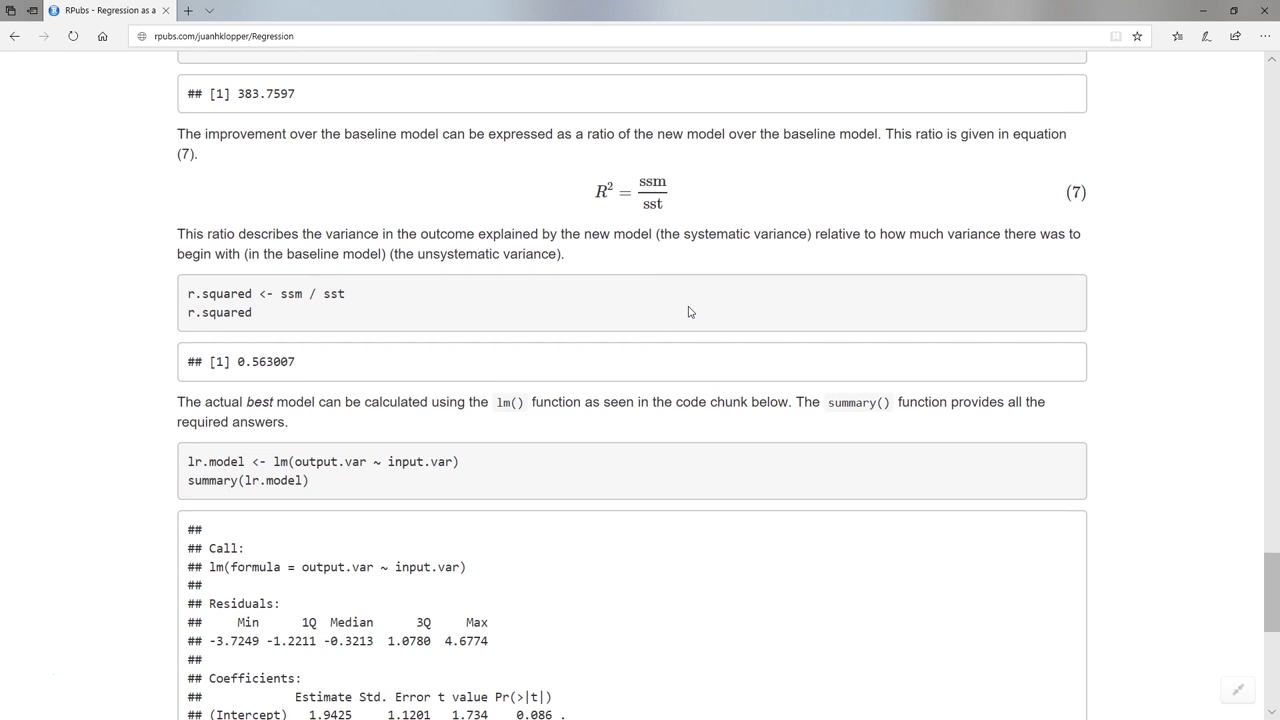 RPubs - Regression as a
rpubs.com/juanhklopper/Regression
## [1] 383.7597
The improvement over the baseline model can be expressed as a ratio of the new model over the baseline model. This ratio is given in equation
(7).
R² = ssm / sst (7)
This ratio describes the variance in the outcome explained by the new model (the systematic variance) relative to how much variance there was to
begin with (in the baseline model) (the unsystematic variance).
r.squared <- ssm / sst
r.squared
## [1] 0.563007
The actual best model can be calculated using the lm() function as seen in the code chunk below. The summary() function provides all the
required answers.
lr.model <- lm(output.var ~ input.var)
summary(lr.model)
##
## Call:
## lm(formula = output.var ~ input.var)
##
## Residuals:
##     Min      1Q  Median      3Q     Max
## -3.7249 -1.2211 -0.3213  1.0780  4.6774
##
## Coefficients:
##             Estimate Std. Error t value Pr(>|t|)
## (Intercept)   1.9425     1.1201   1.734    0.086 .